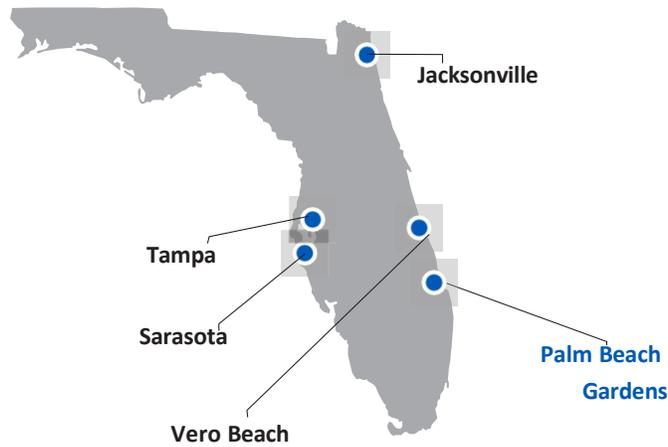 Jacksonville
Tampa
Sarasota
Palm Beach
Gardens
Vero Beach